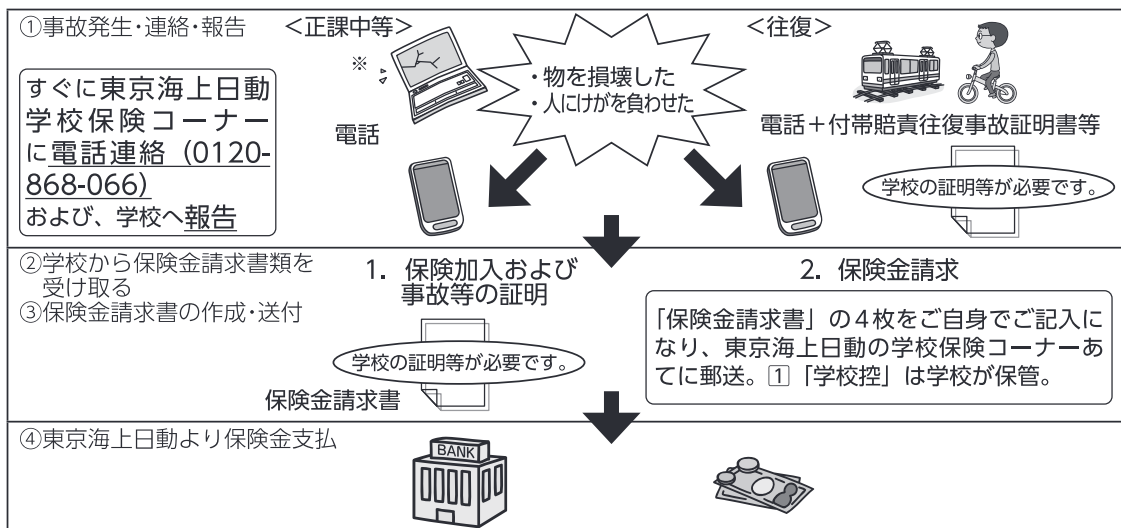 ①事故発生・連絡・報告
すぐに東京海上日動
学校保険コーナー
に電話連絡（0120-
868-066）
および、学校へ報告
＜正課中等＞
※
電話
・物を損壊した
・人にけがを負わせた
＜往復＞
電話＋付帯賠責往復事故証明書等
学校の証明等が必要です。
②学校から保険金請求書類を
受け取る
③保険金請求書の作成・送付
1．保険加入および
事故等の証明
学校の証明等が必要です。
保険金請求書
2．保険金請求
「保険金請求書」の4枚をご自身でご記入に
なり、東京海上日動の学校保険コーナーあ
てに郵送。1「学校控」は学校が保管。
④東京海上日動より保険金支払
BANK